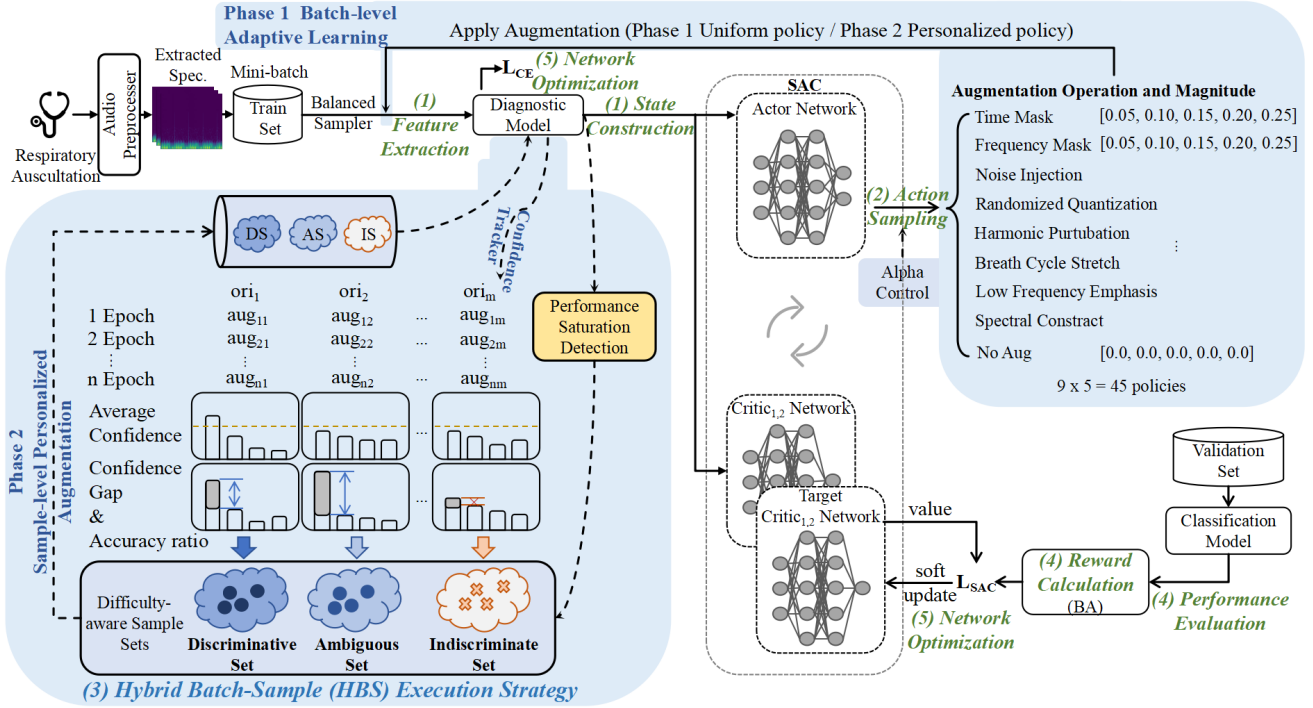 Phase 1 Batch-level
Adaptive Learning
Apply Augmentation (Phase 1 Uniform policy / Phase 2 Personalized policy)
Respiratory
Auscultation
Audio
Preprocesser
Extracted
Spec.
Mini-batch
Train
Set
Balanced
Sampler
(1)
Feature
Extraction
L_CE
(5) Network
Optimization
Diagnostic
Model
(1) State
Construction
SAC
Actor Network
(2) Action
Sampling
Alpha
Control
Augmentation Operation and Magnitude
Time Mask [0.05, 0.10, 0.15, 0.20, 0.25]
Frequency Mask [0.05, 0.10, 0.15, 0.20, 0.25]
Noise Injection
Randomized Quantization
Harmonic Purtubation
⋮
Breath Cycle Stretch
Low Frequency Emphasis
Spectral Constract
No Aug [0.0, 0.0, 0.0, 0.0, 0.0]
9 x 5 = 45 policies
DS
AS
IS
Confidence
Tracker
Performance
Saturation
Detection
ori₁ ori₂ ori_m
1 Epoch aug₁₁ aug₁₂ ... aug₁m
2 Epoch aug₂₁ aug₂₂ ... aug₂m
⋮ ⋮ ⋮ ⋮
n Epoch augn₁ augn₂ ... augnm
Average
Confidence
...
Confidence
Gap
&
Accuracy ratio
...
Phase 2
Sample-level Personalized
Augmentation
Difficulty-
aware Sample
Sets
Discriminative
Set
Ambiguous
Set
Indiscriminate
Set
(3) Hybrid Batch-Sample (HBS) Execution Strategy
Critic₁,₂ Network
Target
Critic₁,₂ Network
value
soft
update
L_SAC
(5) Network
Optimization
(4) Reward
Calculation
(BA)
(4) Performance
Evaluation
Validation
Set
Classification
Model